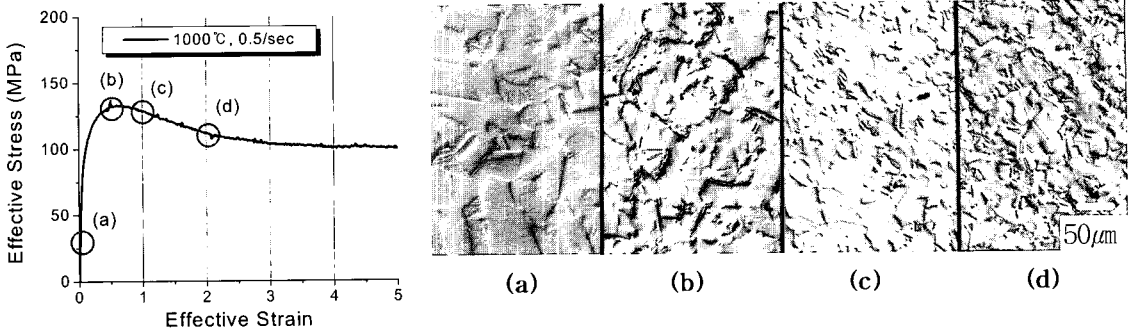 200
150
100
50
0
Effective Stress (MPa)
1000℃, 0.5/sec
(b)
(c)
(d)
(a)
0 1 2 3 4 5
Effective Strain
50μm
(a) (b) (c) (d)